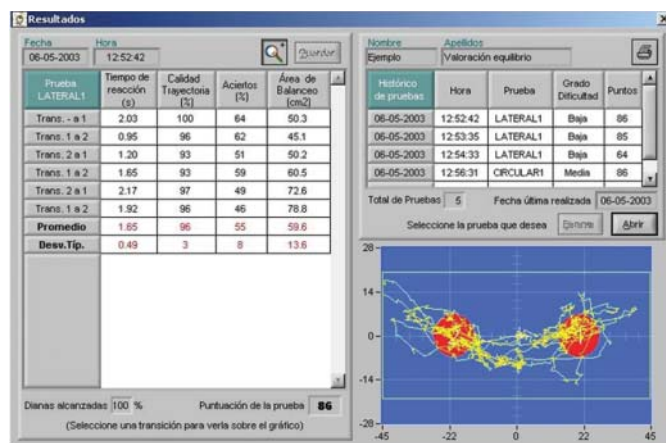 Resultados
Fecha Hora
06-05-2003 12:52:42
Guardar
Prueba LATERAL1 Tiempo de reacción (s) Calidad Trayectoria [%] Aciertos [%] Área de Balanceo [cm2]
Trans. - a 1 2.03 100 64 50.3
Trans. 1 a 2 0.95 96 62 45.1
Trans. 2 a 1 1.20 93 51 50.2
Trans. 1 a 2 1.65 93 59 60.5
Trans. 2 a 1 2.17 97 49 72.6
Trans. 1 a 2 1.92 96 46 78.8
Promedio 1.65 96 55 59.6
Desv.Típ. 0.49 3 8 13.6
Dianas alcanzadas 100 % Puntuación de la prueba 86
(Seleccione una transición para verla sobre el gráfico)
Nombre Apellidos
Ejemplo Valoración equilibrio
Histórico de pruebas Hora Prueba Grado Dificultad Puntos
06-05-2003 12:52:42 LATERAL1 Baja 86
06-05-2003 12:53:35 LATERAL1 Baja 85
06-05-2003 12:54:33 LATERAL1 Baja 64
06-05-2003 12:56:31 CIRCULAR1 Media 86
Total de Pruebas 5 Fecha última realizada 06-05-2003
Seleccione la prueba que desea Abrir
28
14
0
-14
-28
-45 -22 0 22 45